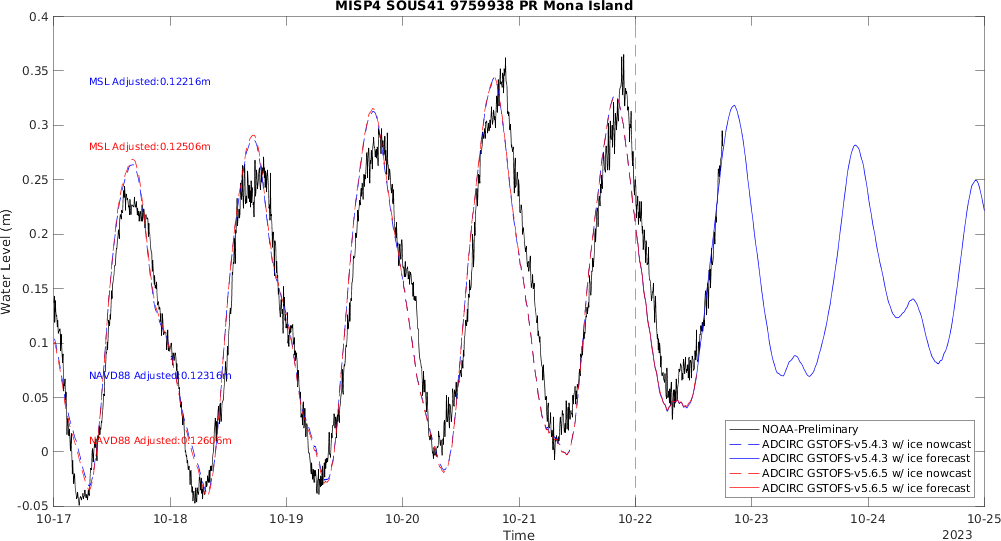 MISP4 SOUS41 9759938 PR Mona Island
0.4
0.35
0.3
0.25
0.2
0.15
0.1
0.05
0
-0.05
Water Level (m)
MSL Adjusted:0.12216m
MSL Adjusted:0.12506m
NAVD88 Adjusted:0.12316m
NAVD88 Adjusted:0.12606m
NOAA-Preliminary
ADCIRC GSTOFS-v5.4.3 w/ ice nowcast
ADCIRC GSTOFS-v5.4.3 w/ ice forecast
ADCIRC GSTOFS-v5.6.5 w/ ice nowcast
ADCIRC GSTOFS-v5.6.5 w/ ice forecast
10-17 10-18 10-19 10-20 10-21 10-22 10-23 10-24 10-25
Time
2023